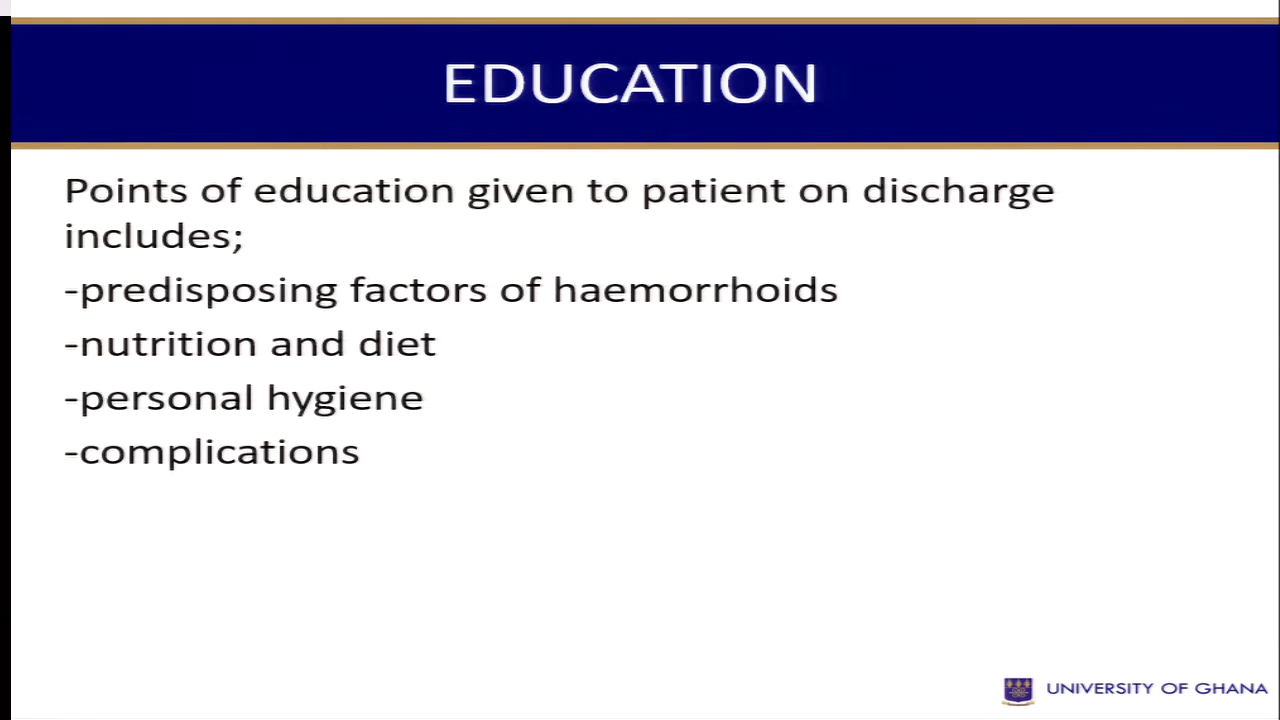 EDUCATION
Points of education given to patient on discharge
includes;
-predisposing factors of haemorrhoids
-nutrition and diet
-personal hygiene
-complications
UNIVERSITY OF GHANA